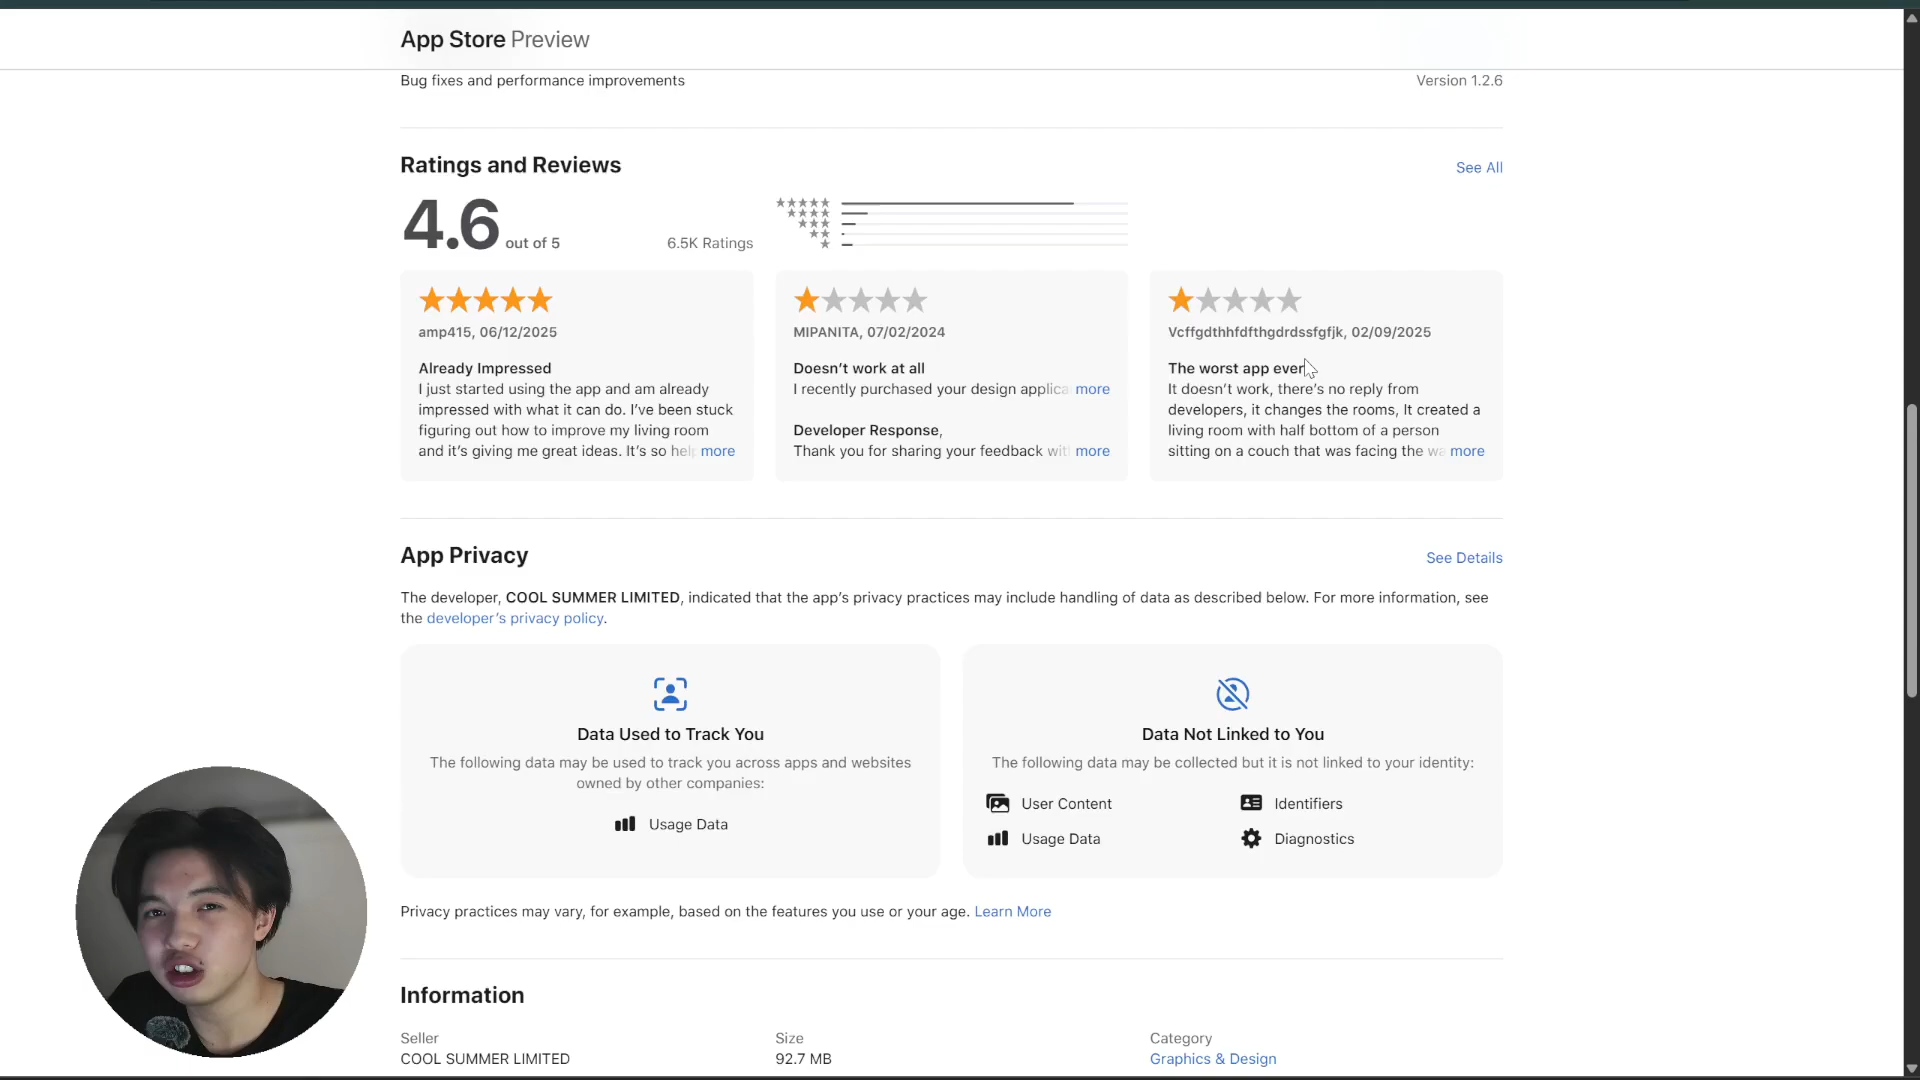 App Store Preview
Bug fixes and performance improvements
Version 1.2.6
Ratings and Reviews
See All
4.6 out of 5
6.5K Ratings
amp415, 06/12/2025
Already Impressed
I just started using the app and am already
impressed with what it can do. I've been stuck
figuring out how to improve my living room
and it's giving me great ideas. It's so more
MIPANITA, 07/02/2024
Doesn't work at all
I recently purchased your design more
Developer Response,
Thank you for sharing your feedback more
Vcffgdthhfdfthgdrdssfgfjk, 02/09/2025
The worst app ever
It doesn't work, there's no reply from
developers, it changes the rooms, It created a
living room with half bottom of a person
sitting on a couch that was facing the more
App Privacy
See Details
The developer, COOL SUMMER LIMITED, indicated that the app's privacy practices may include handling of data as described below. For more information, see
the developer's privacy policy.
Data Used to Track You
The following data may be used to track you across apps and websites
owned by other companies:
Usage Data
Data Not Linked to You
The following data may be collected but it is not linked to your identity:
User Content
Identifiers
Usage Data
Diagnostics
Privacy practices may vary, for example, based on the features you use or your age. Learn More
Information
Seller
COOL SUMMER LIMITED
Size
92.7 MB
Category
Graphics & Design